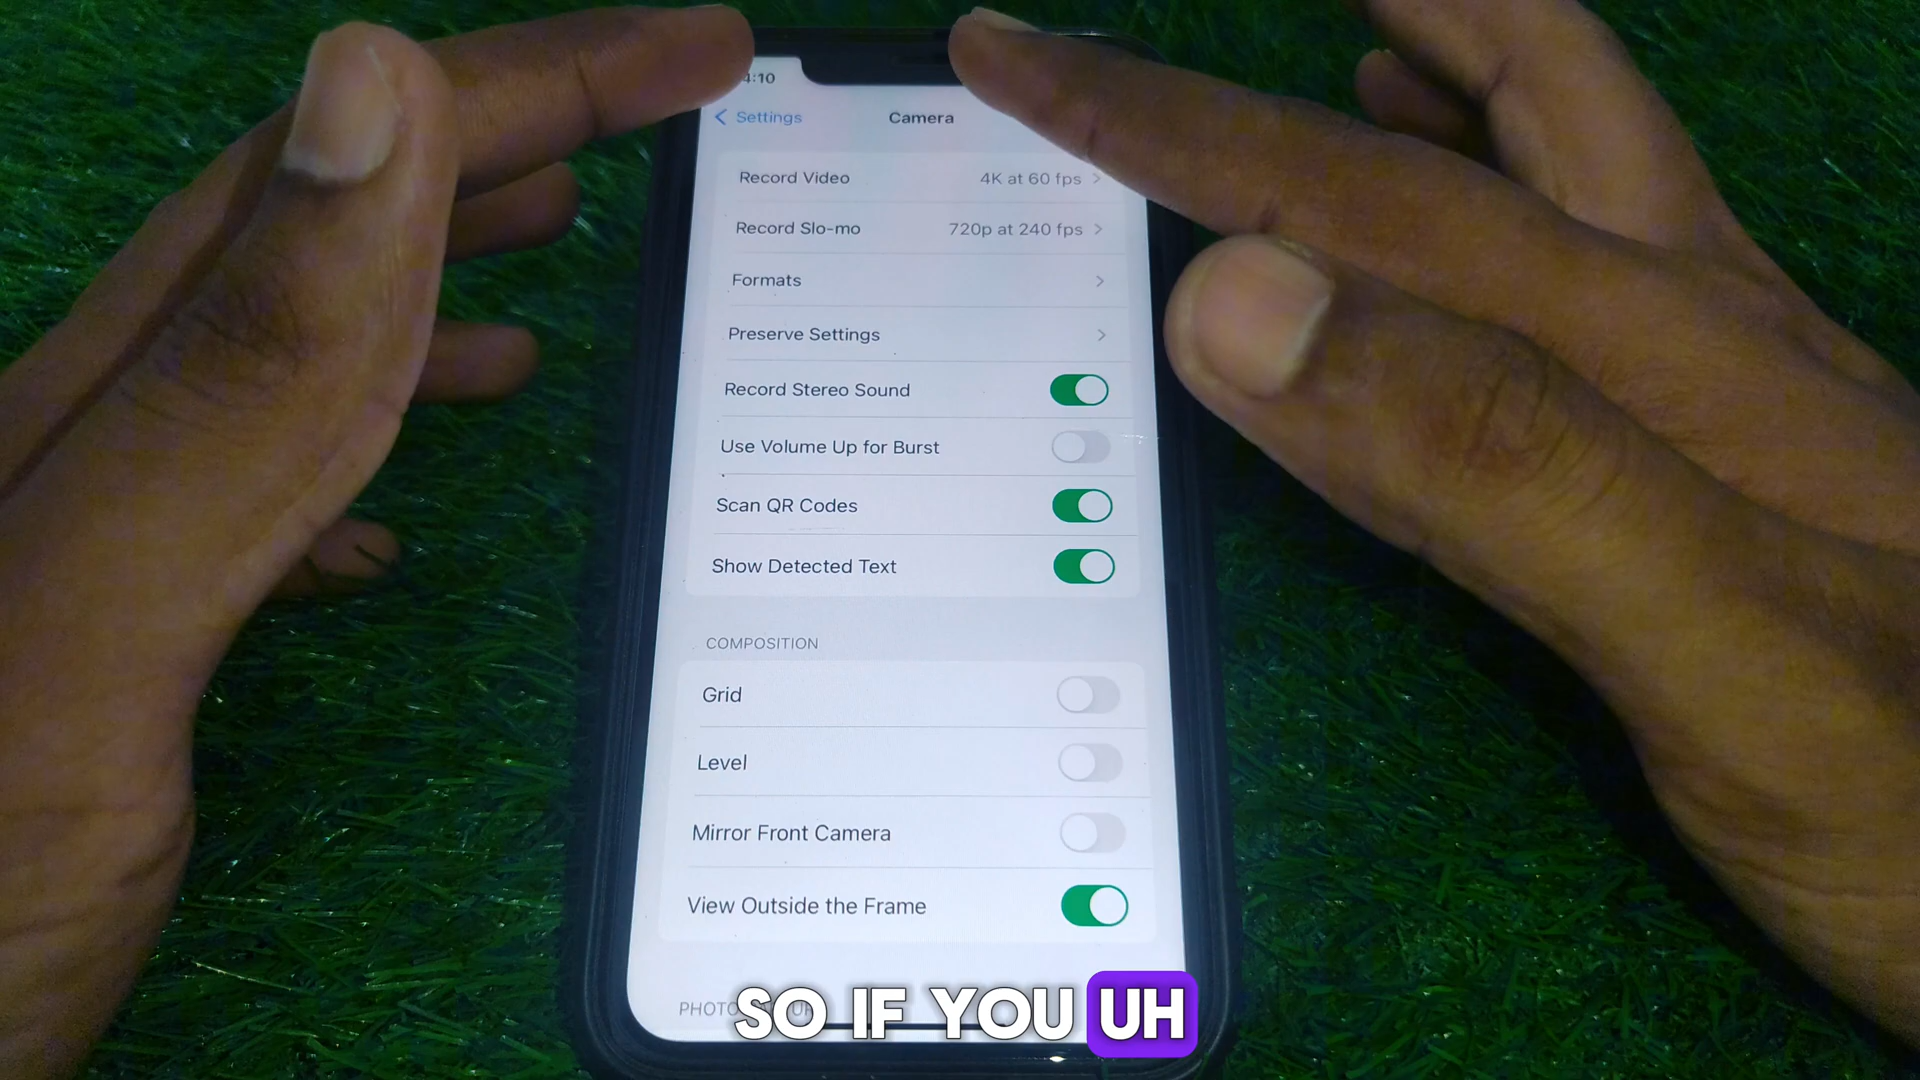 4:10
Settings Camera
Record Video 4K at 60 fps
Record Slo-mo 720p at 240 fps
Formats
Preserve Settings
Record Stereo Sound
Use Volume Up for Burst
Scan QR Codes
Show Detected Text
COMPOSITION
Grid
Level
Mirror Front Camera
View Outside the Frame
SO IF YOU UH